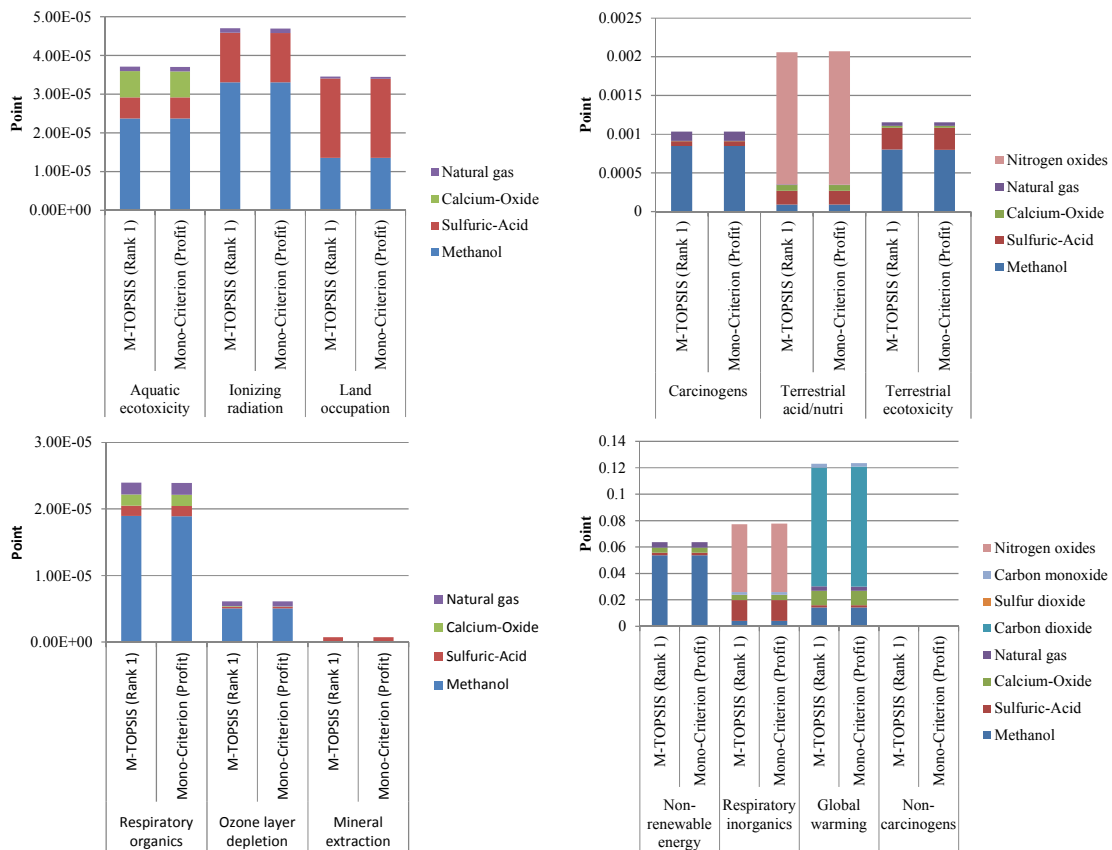 5.00E-05
4.00E-05
3.00E-05
2.00E-05
1.00E-05
0.00E+00
Point
Natural gas
Calcium-Oxide
Sulfuric-Acid
Methanol
M-TOPSIS (Rank 1)
Mono-Criterion (Profit)
M-TOPSIS (Rank 1)
Mono-Criterion (Profit)
M-TOPSIS (Rank 1)
Mono-Criterion (Profit)
Aquatic
ecotoxicity
Ionizing
radiation
Land
occupation
0.0025
0.002
0.0015
0.001
0.0005
0
Point
Nitrogen oxides
Natural gas
Calcium-Oxide
Sulfuric-Acid
Methanol
M-TOPSIS (Rank 1)
Mono-Criterion (Profit)
M-TOPSIS (Rank 1)
Mono-Criterion (Profit)
M-TOPSIS (Rank 1)
Mono-Criterion (Profit)
Carcinogens
Terrestrial
acid/nutri
Terrestrial
ecotoxicity
3.00E-05
2.00E-05
1.00E-05
0.00E+00
Point
Natural gas
Calcium-Oxide
Sulfuric-Acid
Methanol
M-TOPSIS (Rank 1)
Mono-Criterion (Profit)
M-TOPSIS (Rank 1)
Mono-Criterion (Profit)
M-TOPSIS (Rank 1)
Mono-Criterion (Profit)
Respiratory
organics
Ozone layer
depletion
Mineral
extraction
0.14
0.12
0.1
0.08
0.06
0.04
0.02
0
Point
Nitrogen oxides
Carbon monoxide
Sulfur dioxide
Carbon dioxide
Natural gas
Calcium-Oxide
Sulfuric-Acid
Methanol
M-TOPSIS (Rank 1)
Mono-Criterion (Profit)
M-TOPSIS (Rank 1)
Mono-Criterion (Profit)
M-TOPSIS (Rank 1)
Mono-Criterion (Profit)
M-TOPSIS (Rank 1)
Mono-Criterion (Profit)
Non-
renewable
energy
Respiratory
inorganics
Global
warming
Non-
carcinogens